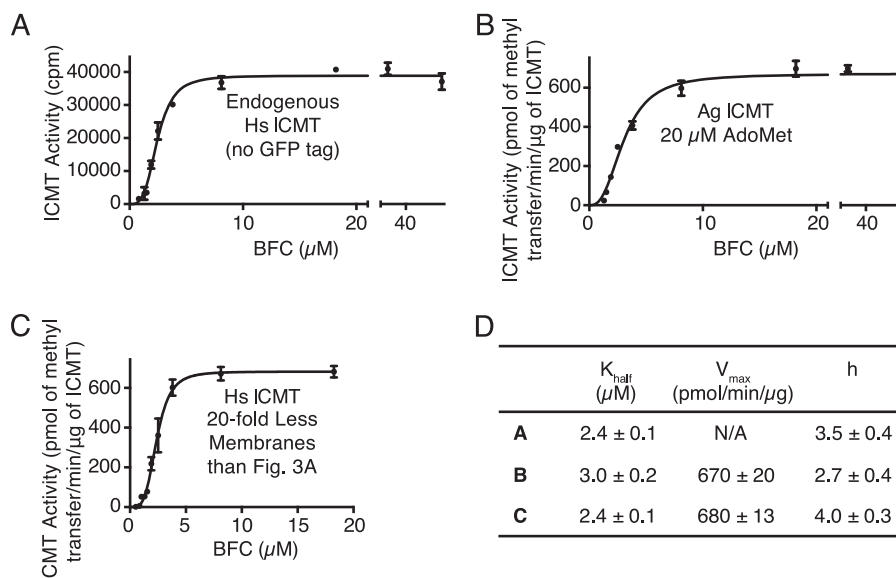 A
ICMT Activity (cpm)
40000
30000
20000
10000
0
Endogenous
Hs ICMT
(no GFP tag)
0 10 20 40
BFC (µM)
B
ICMT Activity (pmol of methyl
transfer/min/µg of ICMT)
600
400
200
0
Ag ICMT
20 µM AdoMet
0 10 20 40
BFC (µM)
C
CMT Activity (pmol of methyl
transfer/min/µg of ICMT)
600
400
200
0
Hs ICMT
20-fold Less
Membranes
than Fig. 3A
0 5 10 15 20
BFC (µM)
D
K_half V_max h
(µM) (pmol/min/µg)
A 2.4 ± 0.1 N/A 3.5 ± 0.4
B 3.0 ± 0.2 670 ± 20 2.7 ± 0.4
C 2.4 ± 0.1 680 ± 13 4.0 ± 0.3